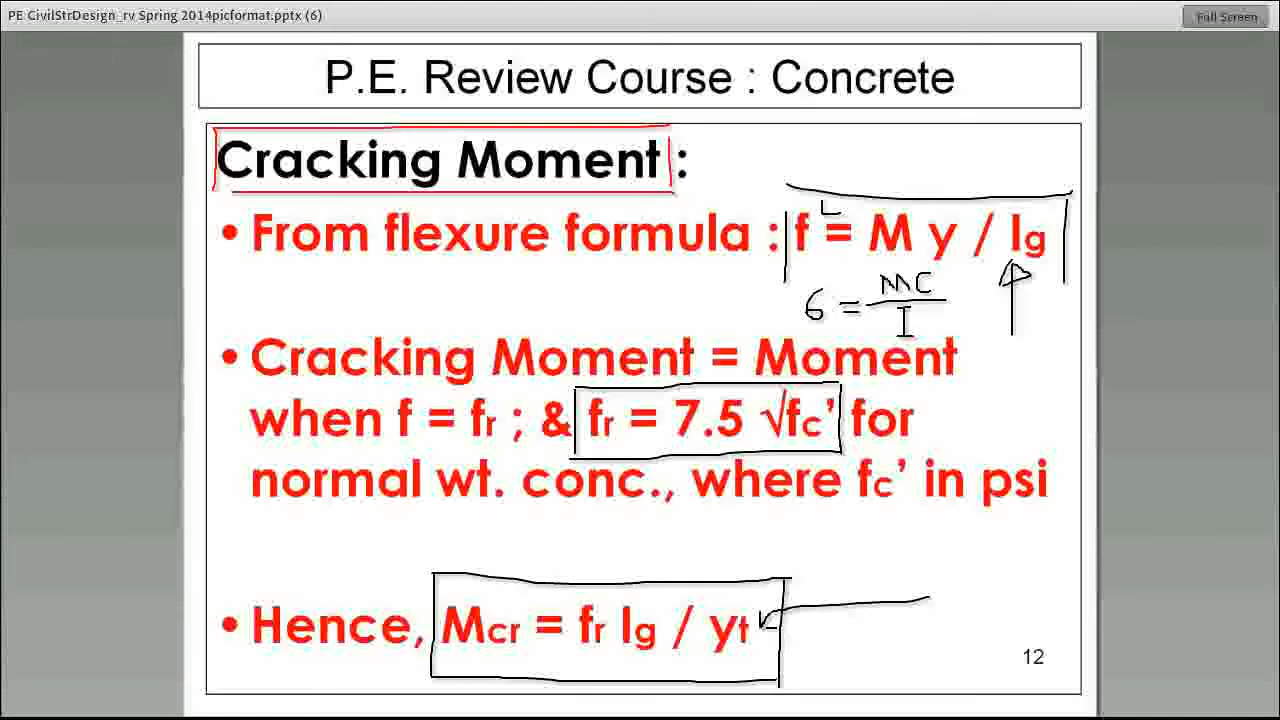 PE CivilStrDesign_rv Spring 2014picformat.pptx (6)
Full Screen
P.E. Review Course : Concrete
Cracking Moment :
• From flexure formula : f = M y / Ig
6 = MC / I
• Cracking Moment = Moment
when f = fr ; & fr = 7.5 √fc’ for
normal wt. conc., where fc’ in psi
• Hence, Mcr = fr Ig / yt
12